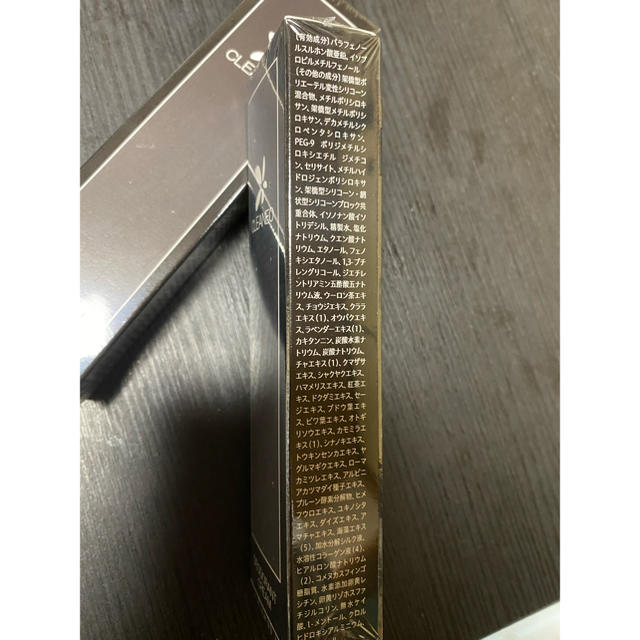 CLEA
CLEANEO
〔有効成分〕パラフェノー
ルスルホン酸亜鉛、イソプ
ロピルメチルフェノール
〔その他の成分〕架橋型ポ
リエーテル変性シリコーン
混合物、メチルポリシロキ
サン、架橋型メチルポリシ
ロキサン、デカメチルシク
ロペンタシロキサン、
PEG-9 ポリジメチルシ
ロキシエチル ジメチコ
ン、セリサイト、メチルハイ
ドロジェンポリシロキサ
ン、架橋型シリコーン・網
状型シリコーンブロック共
重合体、イソノナン酸イソ
トリデシル、精製水、塩化
ナトリウム、クエン酸ナト
リウム、エタノール、フェノ
キシエタノール、1,3-ブチ
レングリコール、ジエチレ
ントリアミン五酢酸五ナト
リウム液、ウーロン茶エキ
ス、チョウジエキス、クララ
エキス(1)、オウバクエキ
ス、ラベンダーエキス(1)、
カキタンニン、炭酸水素ナ
トリウム、炭酸ナトリウム、
チャエキス(1)、クマザサ
エキス、シャクヤクエキス、
ハマメリスエキス、紅茶エ
キス、ドクダミエキス、セー
ジエキス、ブドウ葉エキ
ス、ビワ葉エキス、オトギ
リソウエキス、カモミラエ
キス(1)、シナノキエキス、
トウキンセンカエキス、ヤ
グルマギクエキス、ローマ
カミツレエキス、アルピニ
アカツマダイ種子エキス、
プルーン酵素分解物、ヒメ
フウロエキス、ユキノシタ
エキス、ダイズエキス、ア
マチャエキス、海藻エキス
(5)、加水分解シルク液、
水溶性コラーゲン液(4)、
ヒアルロン酸ナトリウム
(2)、コメヌカスフィンゴ
糖脂質、水素添加卵黄レ
シチン、卵黄リゾホスファ
チジルコリン、無水ケイ
酸、l-メントール、クロル
ヒドロキシアルミニウム、